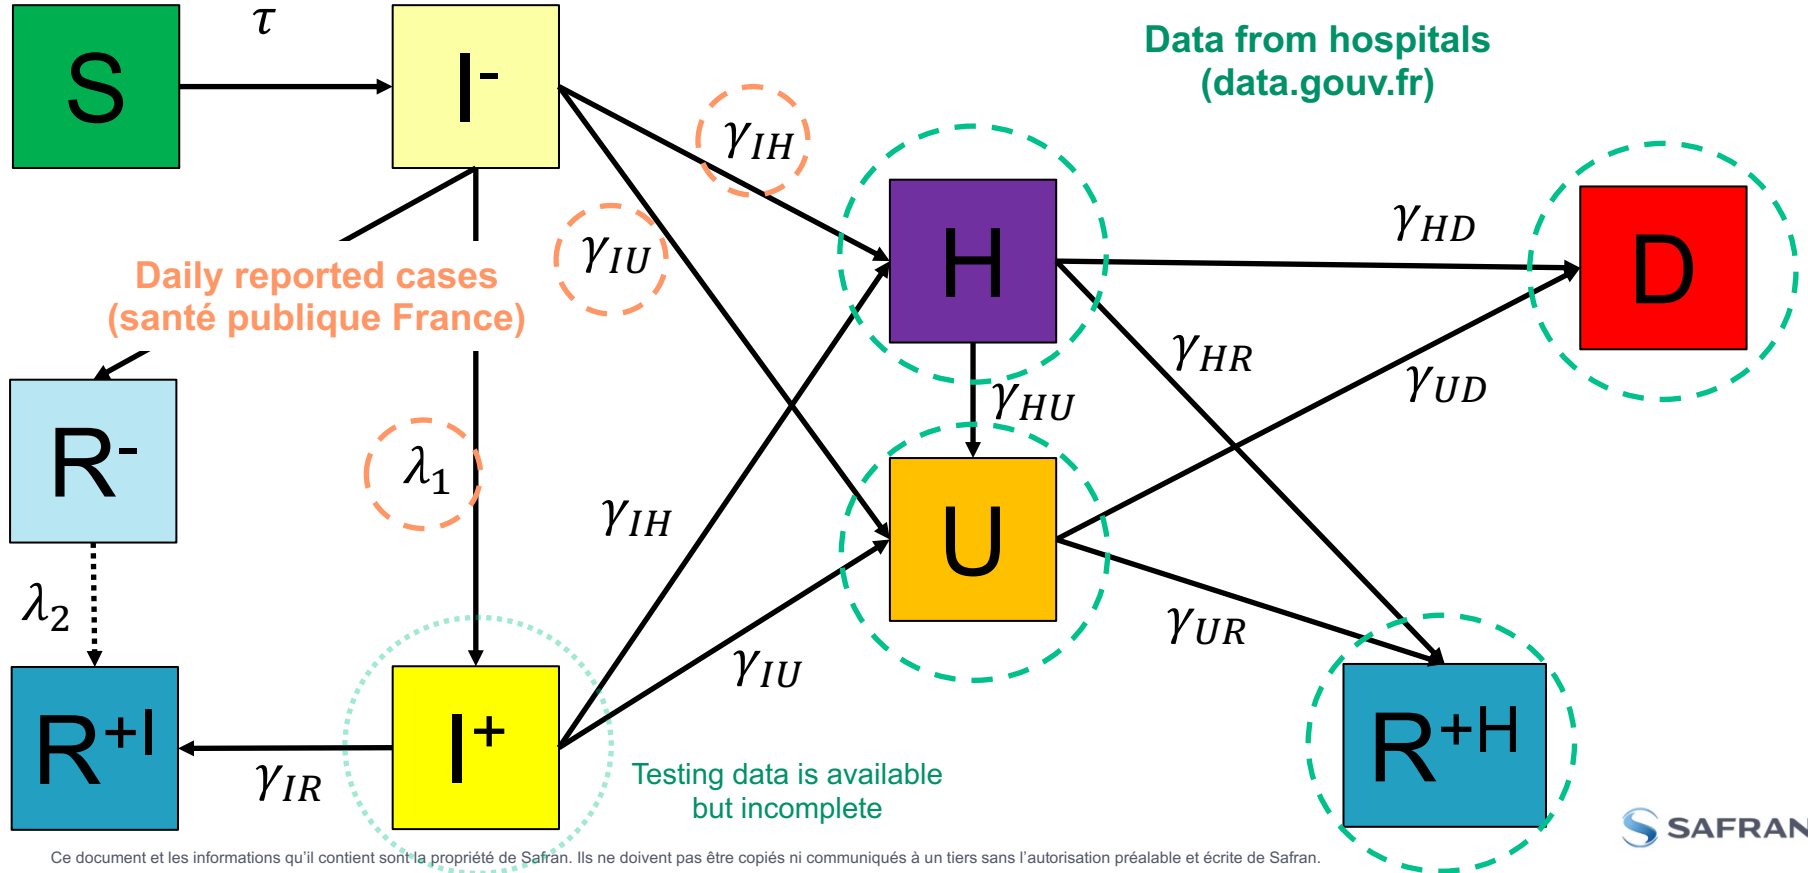 τ
S
I-
Data from hospitals
(data.gouv.fr)
γIH
γIU
H
γHD
D
Daily reported cases
(santé publique France)
γHR
γHU
γUD
R-
λ1
γIH
U
λ2
γUR
γIU
R+I
γIR
I+
Testing data is available
but incomplete
R+H
SAFRAN
Ce document et les informations qu'il contient sont la propriété de Safran. Ils ne doivent pas être copiés ni communiqués à un tiers sans l'autorisation préalable et écrite de Safran.